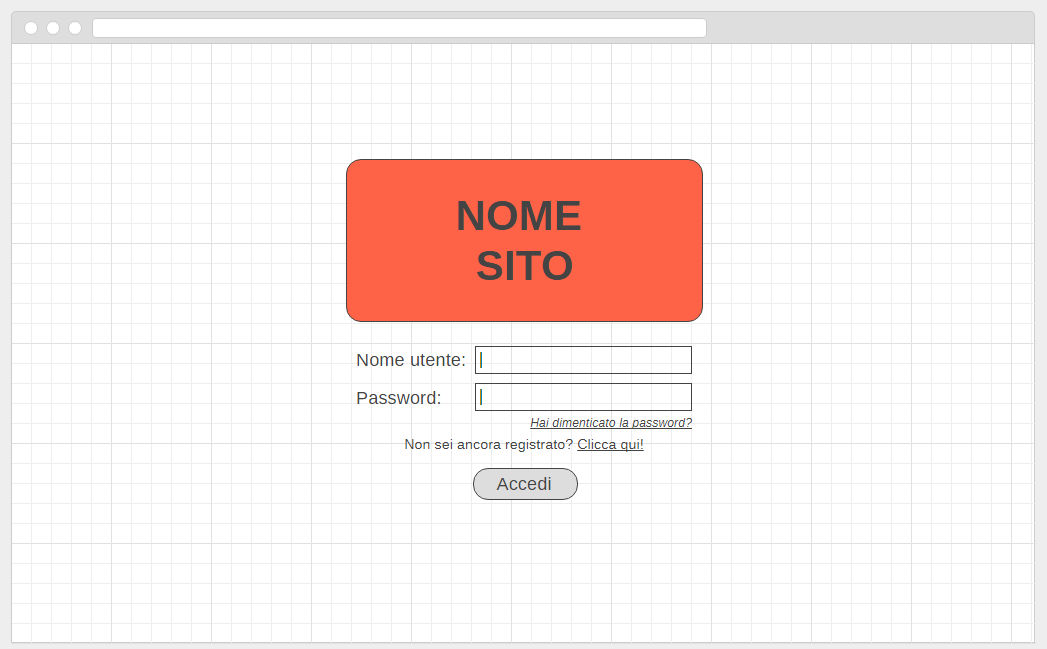 NOME
SITO
Nome utente:
Password:
Hai dimenticato la password?
Non sei ancora registrato? Clicca qui!
Accedi